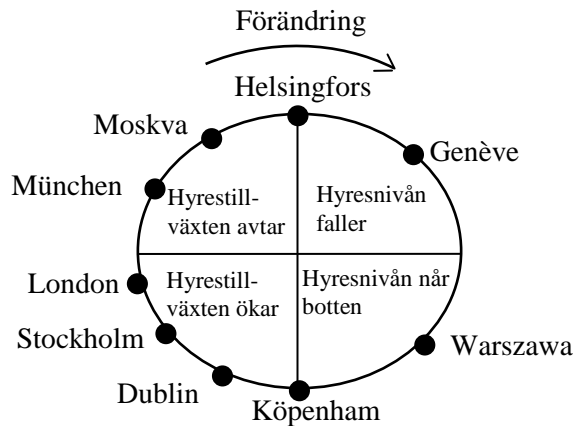 Förändring
Helsingfors
Moskva
Genève
München
Hyrestill-
växten avtar
Hyresnivån
faller
London
Hyrestill-
växten ökar
Hyresnivån når
botten
Stockholm
Warszawa
Dublin
Köpenham